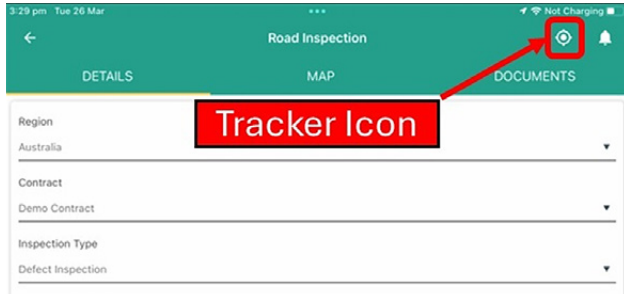 3:29 pm Tue 26 Mar
Not Charging
Road Inspection
DETAILS MAP DOCUMENTS
Tracker Icon
Region
Australia
Contract
Demo Contract
Inspection Type
Defect Inspection